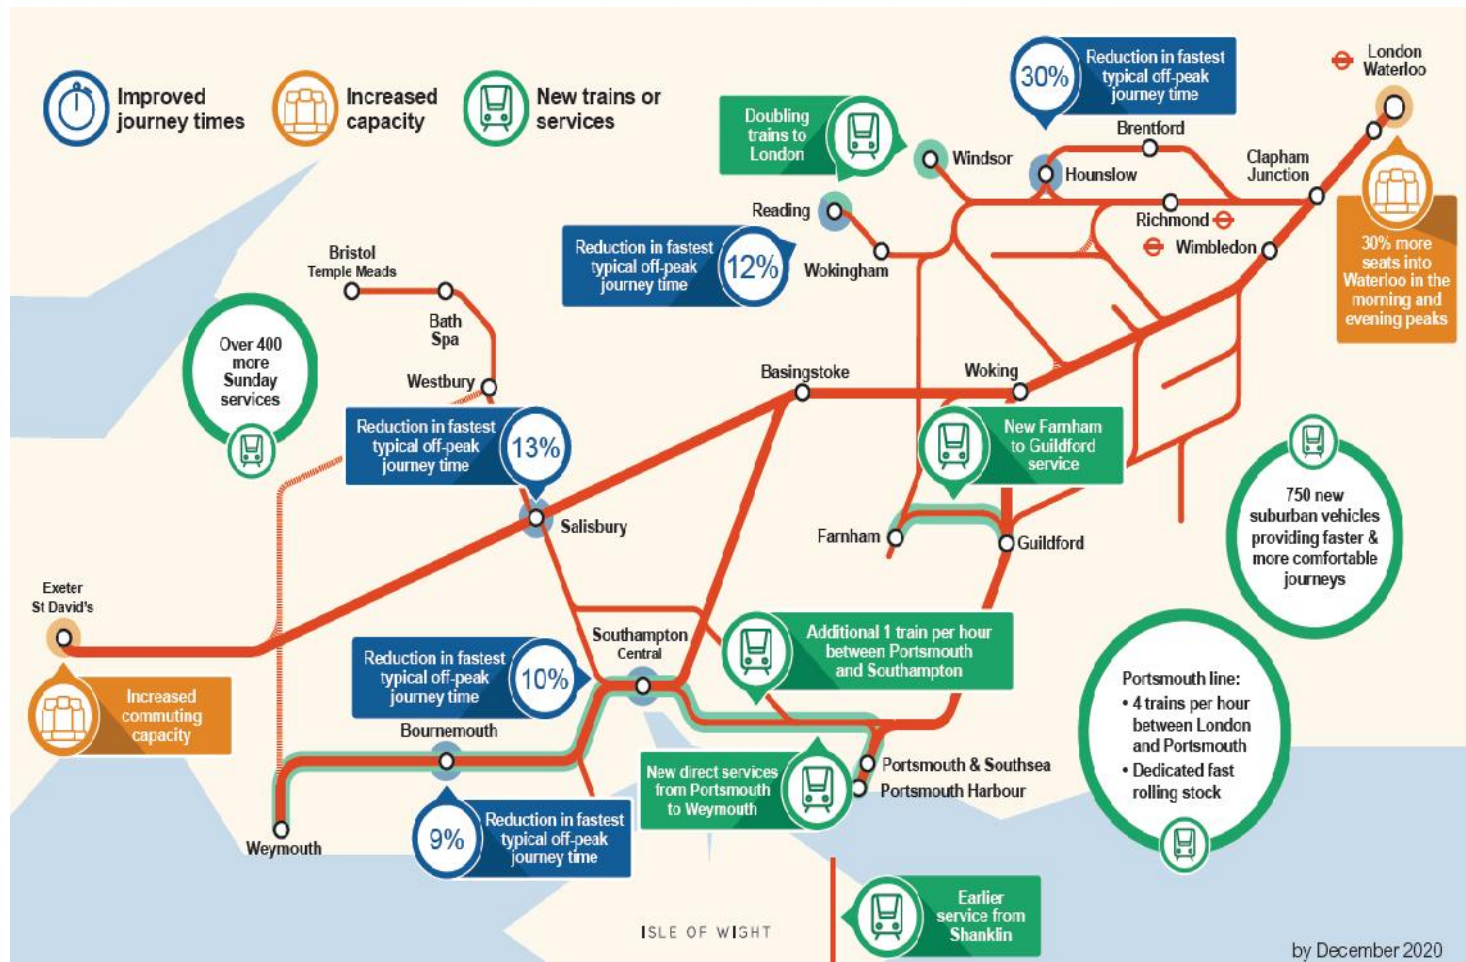 Improved
journey times
Increased
capacity
New trains or
services
30%
Reduction in fastest
typical off-peak
journey time
London
Waterloo
Doubling
trains to
London
Windsor
Brentford
Hounslow
Clapham
Junction
Reading
Richmond
Wimbledon
30% more
seats into
Waterloo in the
morning and
evening peaks
Reduction in fastest
typical off-peak
journey time
12%
Wokingham
Bristol
Temple Meads
Bath
Spa
Over 400
more
Sunday
services
Westbury
Basingstoke
Woking
Reduction in fastest
typical off-peak
journey time
13%
New Farnham
to Guildford
service
750 new
suburban vehicles
providing faster &
more comfortable
journeys
Salisbury
Farnham
Guildford
Exeter
St David's
Southampton
Central
Additional 1 train per hour
between Portsmouth
and Southampton
Reduction in fastest
typical off-peak
journey time
10%
Increased
commuting
capacity
Portsmouth line:
• 4 trains per hour
between London
and Portsmouth
• Dedicated fast
rolling stock
Bournemouth
New direct services
from Portsmouth
to Weymouth
Portsmouth & Southsea
Portsmouth Harbour
9%
Reduction in fastest
typical off-peak
journey time
Weymouth
ISLE OF WIGHT
Earlier
service from
Shanklin
by December 2020